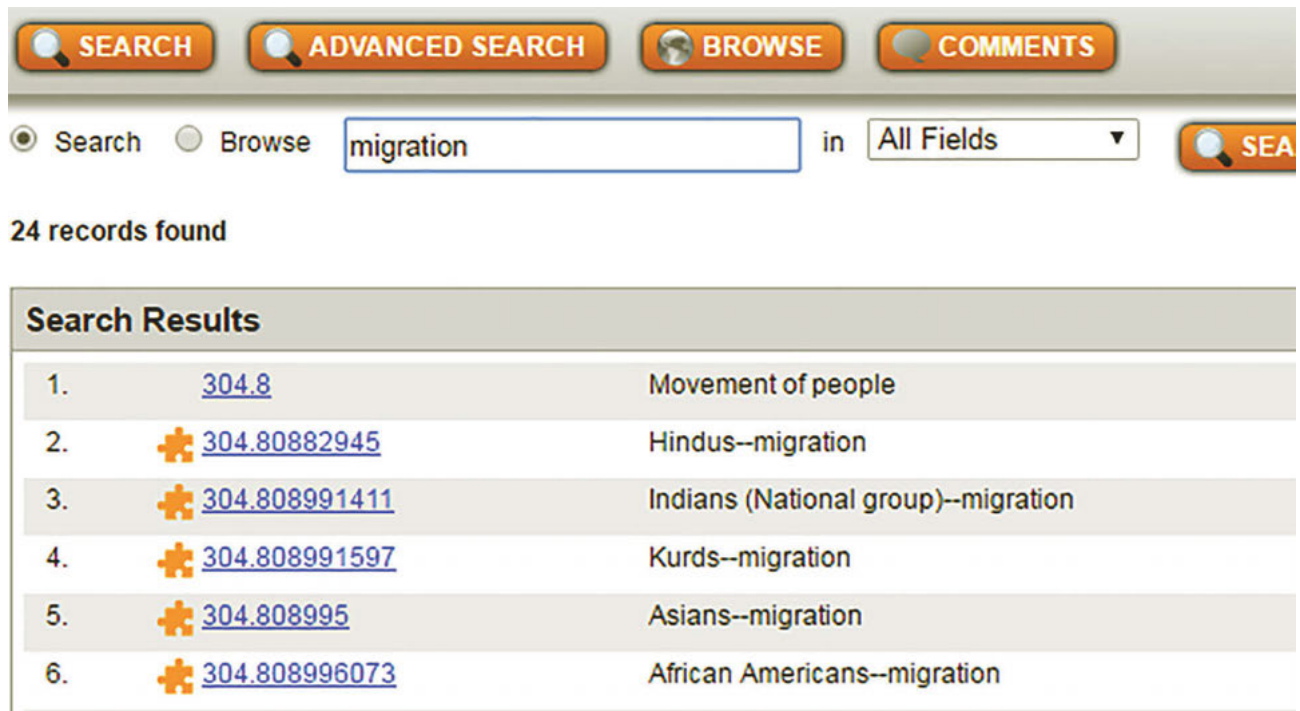 SEARCH ADVANCED SEARCH BROWSE COMMENTS
Search Browse migration in All Fields SEA
24 records found
Search Results
1. 304.8 Movement of people
2. 304.80882945 Hindus--migration
3. 304.808991411 Indians (National group)--migration
4. 304.808991597 Kurds--migration
5. 304.808995 Asians--migration
6. 304.808996073 African Americans--migration